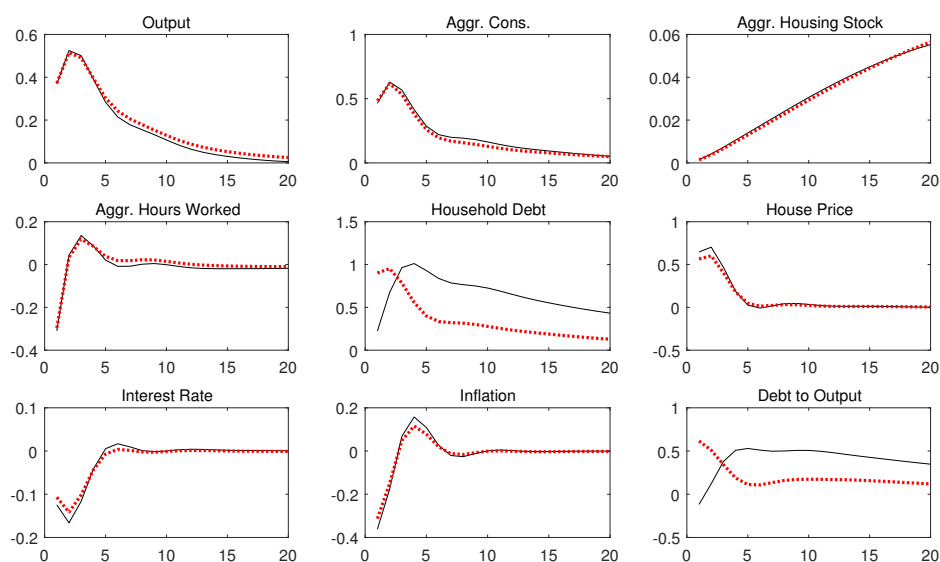 Output
0.6
0.4
0.2
0
0 5 10 15 20
Aggr. Cons.
1
0.5
0
0 5 10 15 20
Aggr. Housing Stock
0.06
0.04
0.02
0
0 5 10 15 20
Aggr. Hours Worked
0.2
0
-0.2
-0.4
0 5 10 15 20
Household Debt
1.5
1
0.5
0
0 5 10 15 20
House Price
1
0.5
0
-0.5
0 5 10 15 20
Interest Rate
0.1
0
-0.1
-0.2
0 5 10 15 20
Inflation
0.2
0
-0.2
-0.4
0 5 10 15 20
Debt to Output
1
0.5
0
-0.5
0 5 10 15 20